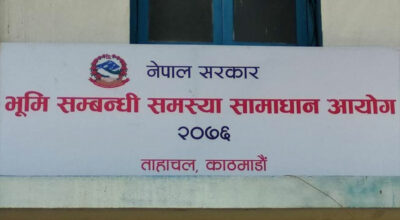 नेपाल सरकार
भूमि सम्बन्धी समस्या सामाधान आयोग
२०७६
ताहाचल, काठमाडौं